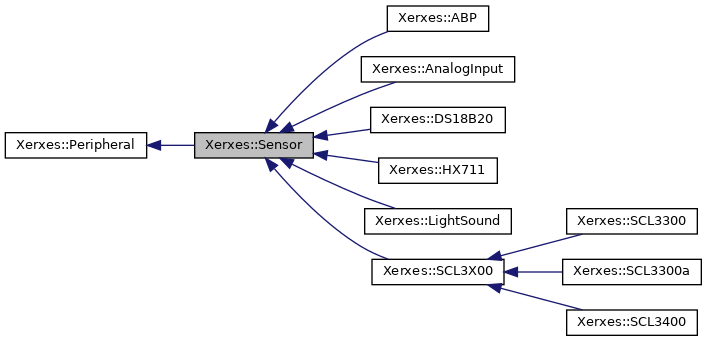 Xerxes::ABP
Xerxes::AnalogInput
Xerxes::DS18B20
Xerxes::Peripheral
Xerxes::Sensor
Xerxes::HX711
Xerxes::LightSound
Xerxes::SCL3300
Xerxes::SCL3X00
Xerxes::SCL3300a
Xerxes::SCL3400